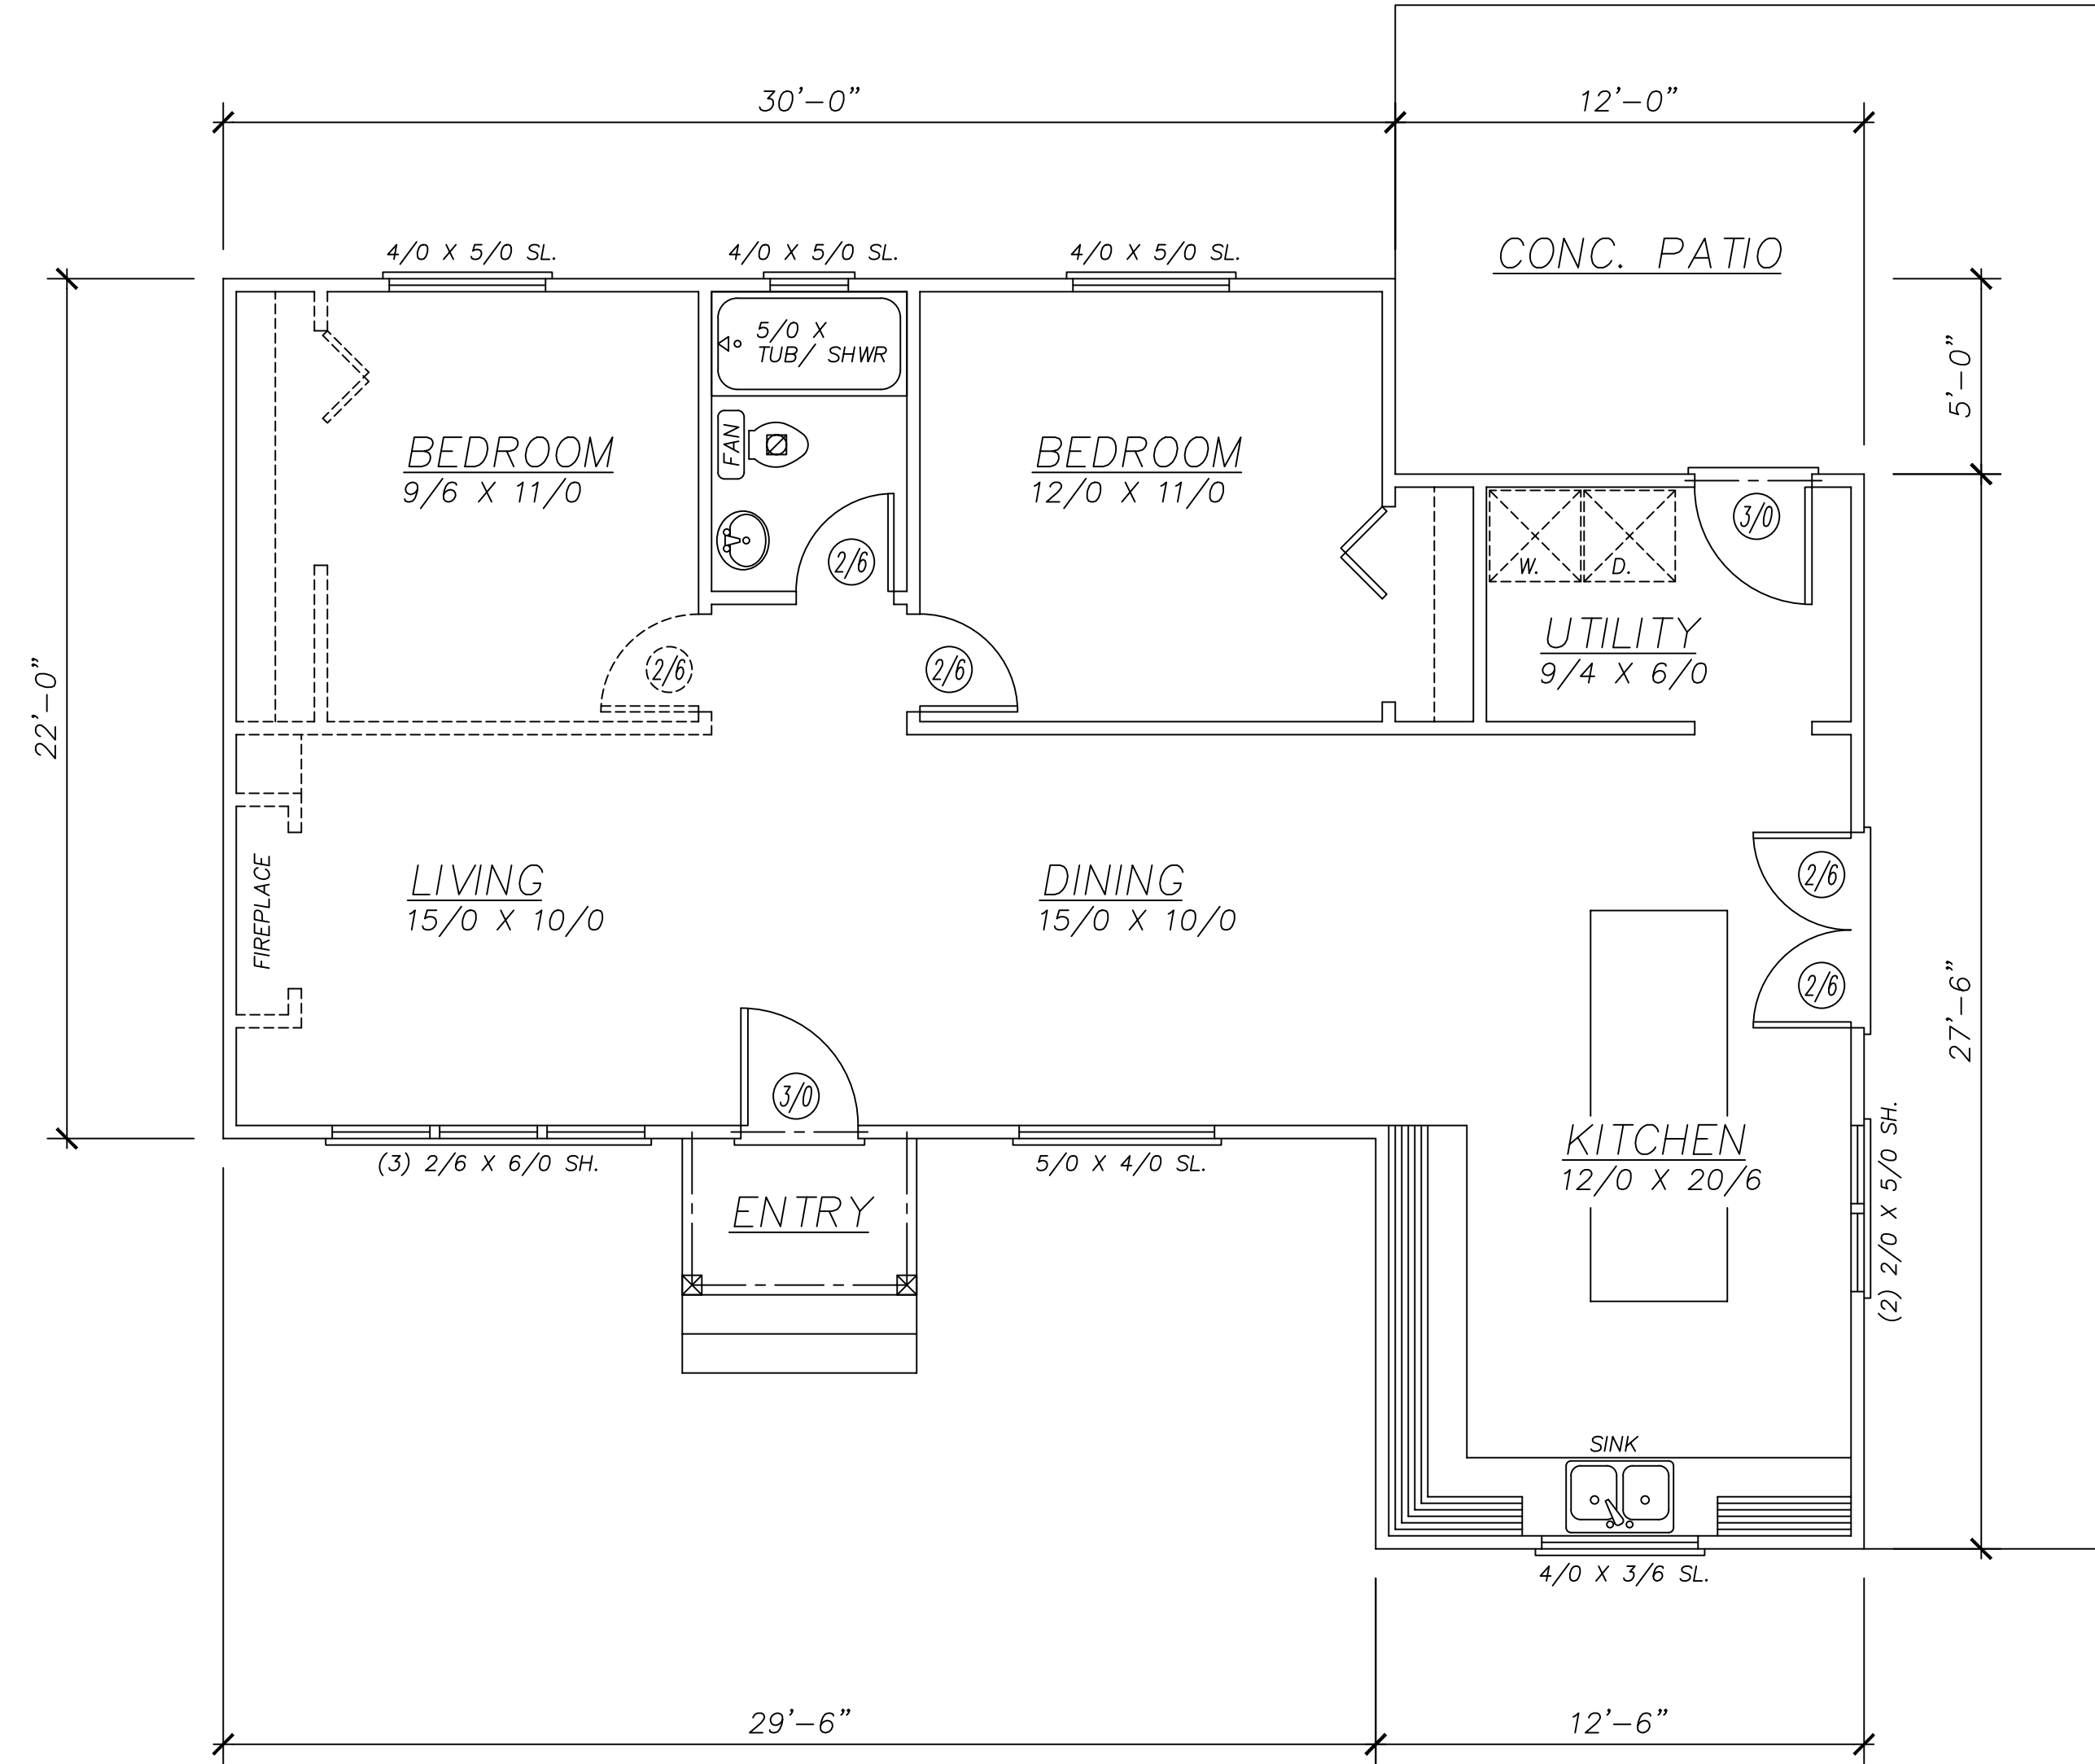 30'-0"
12'-0"
4/0 X 5/0 SL.
4/0 X 5/0 SL.
4/0 X 5/0 SL.
CONC. PATIO
5/0 X
TUB/ SHWR
5'-0"
FAN
BEDROOM
9/6 X 11/0
BEDROOM
12/0 X 11/0
3/0
2/6
W.
D.
UTILITY
9/4 X 6/0
2/6
2/6
22'-0"
FIREPLACE
LIVING
15/0 X 10/0
DINING
15/0 X 10/0
2/6
2/6
27'-6"
3/0
KITCHEN
12/0 X 20/6
(3) 2/6 X 6/0 SH.
5/0 X 4/0 SL.
(2) 2/0 X 5/0 SH.
ENTRY
SINK
4/0 X 3/6 SL.
29'-6"
12'-6"